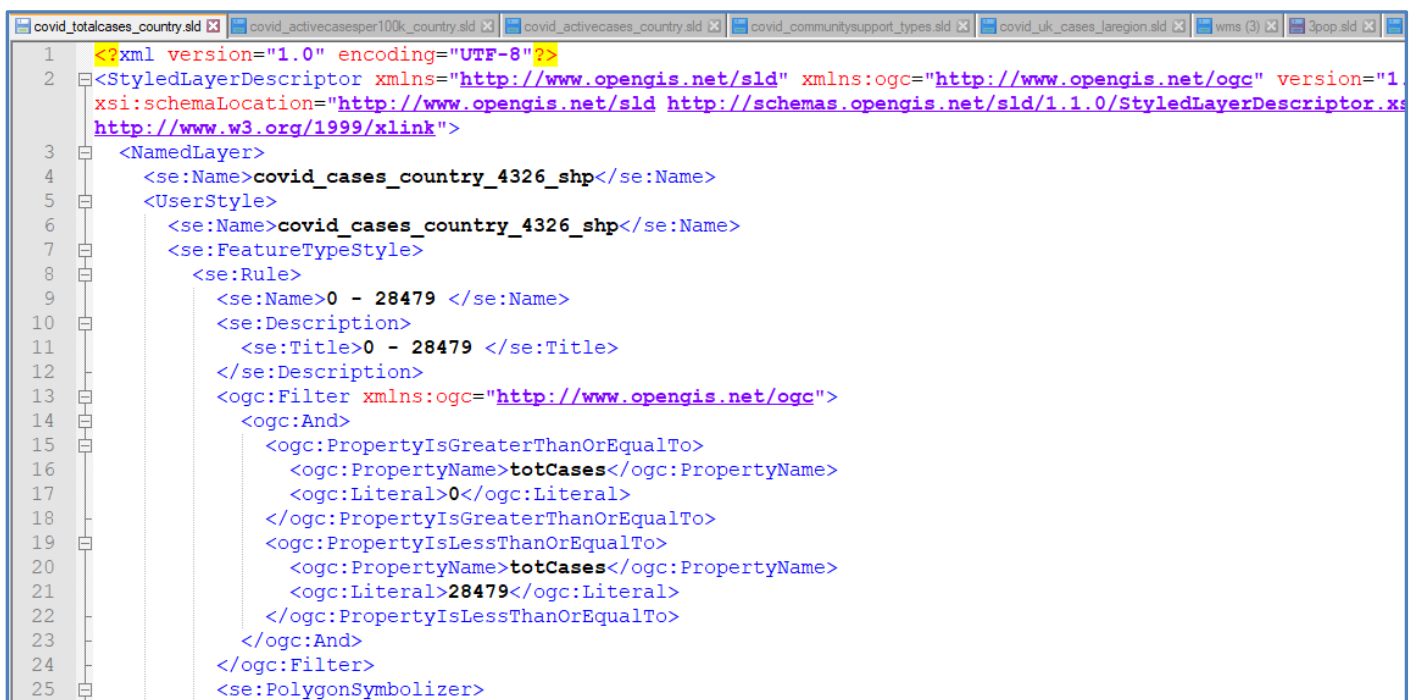 covid_totalcases_country.sld covid_activecasesper100k_country.sld covid_activecases_country.sld covid_communitysupport_types.sld covid_uk_cases_laregion.sld wms (3) 3pop.sld
1 <?xml version="1.0" encoding="UTF-8"?>
2 <StyledLayerDescriptor xmlns="http://www.opengis.net/sld" xmlns:ogc="http://www.opengis.net/ogc" version="1.
xsi:schemaLocation="http://www.opengis.net/sld http://schemas.opengis.net/sld/1.1.0/StyledLayerDescriptor.xs
http://www.w3.org/1999/xlink">
3 <NamedLayer>
4 <se:Name>covid_cases_country_4326_shp</se:Name>
5 <UserStyle>
6 <se:Name>covid_cases_country_4326_shp</se:Name>
7 <se:FeatureTypeStyle>
8 <se:Rule>
9 <se:Name>0 - 28479 </se:Name>
10 <se:Description>
11 <se:Title>0 - 28479 </se:Title>
12 </se:Description>
13 <ogc:Filter xmlns:ogc="http://www.opengis.net/ogc">
14 <ogc:And>
15 <ogc:PropertyIsGreaterThanOrEqualTo>
16 <ogc:PropertyName>totCases</ogc:PropertyName>
17 <ogc:Literal>0</ogc:Literal>
18 </ogc:PropertyIsGreaterThanOrEqualTo>
19 <ogc:PropertyIsLessThanOrEqualTo>
20 <ogc:PropertyName>totCases</ogc:PropertyName>
21 <ogc:Literal>28479</ogc:Literal>
22 </ogc:PropertyIsLessThanOrEqualTo>
23 </ogc:And>
24 </ogc:Filter>
25 <se:PolygonSymbolizer>